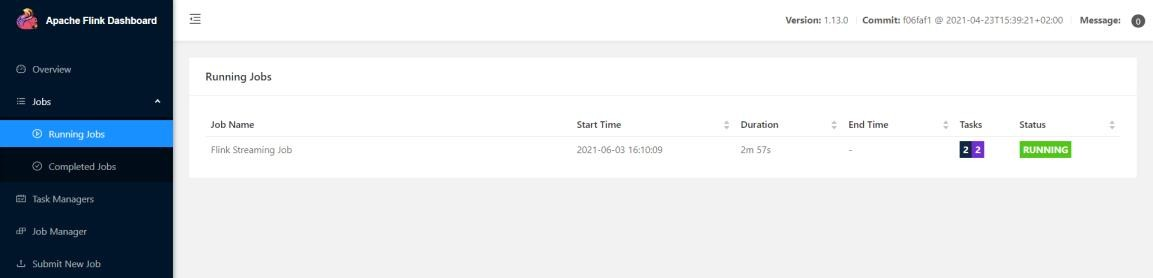 Apache Flink Dashboard
Version: 1.13.0 Commit: f06faf1 @ 2021-04-23T15:39:21+02:00 Message: 0
Overview
Jobs
Running Jobs
Completed Jobs
Task Managers
Job Manager
Submit New Job
Running Jobs
Job Name Start Time Duration End Time Tasks Status
Flink Streaming Job 2021-06-03 16:10:09 2m 57s - 2 2 RUNNING